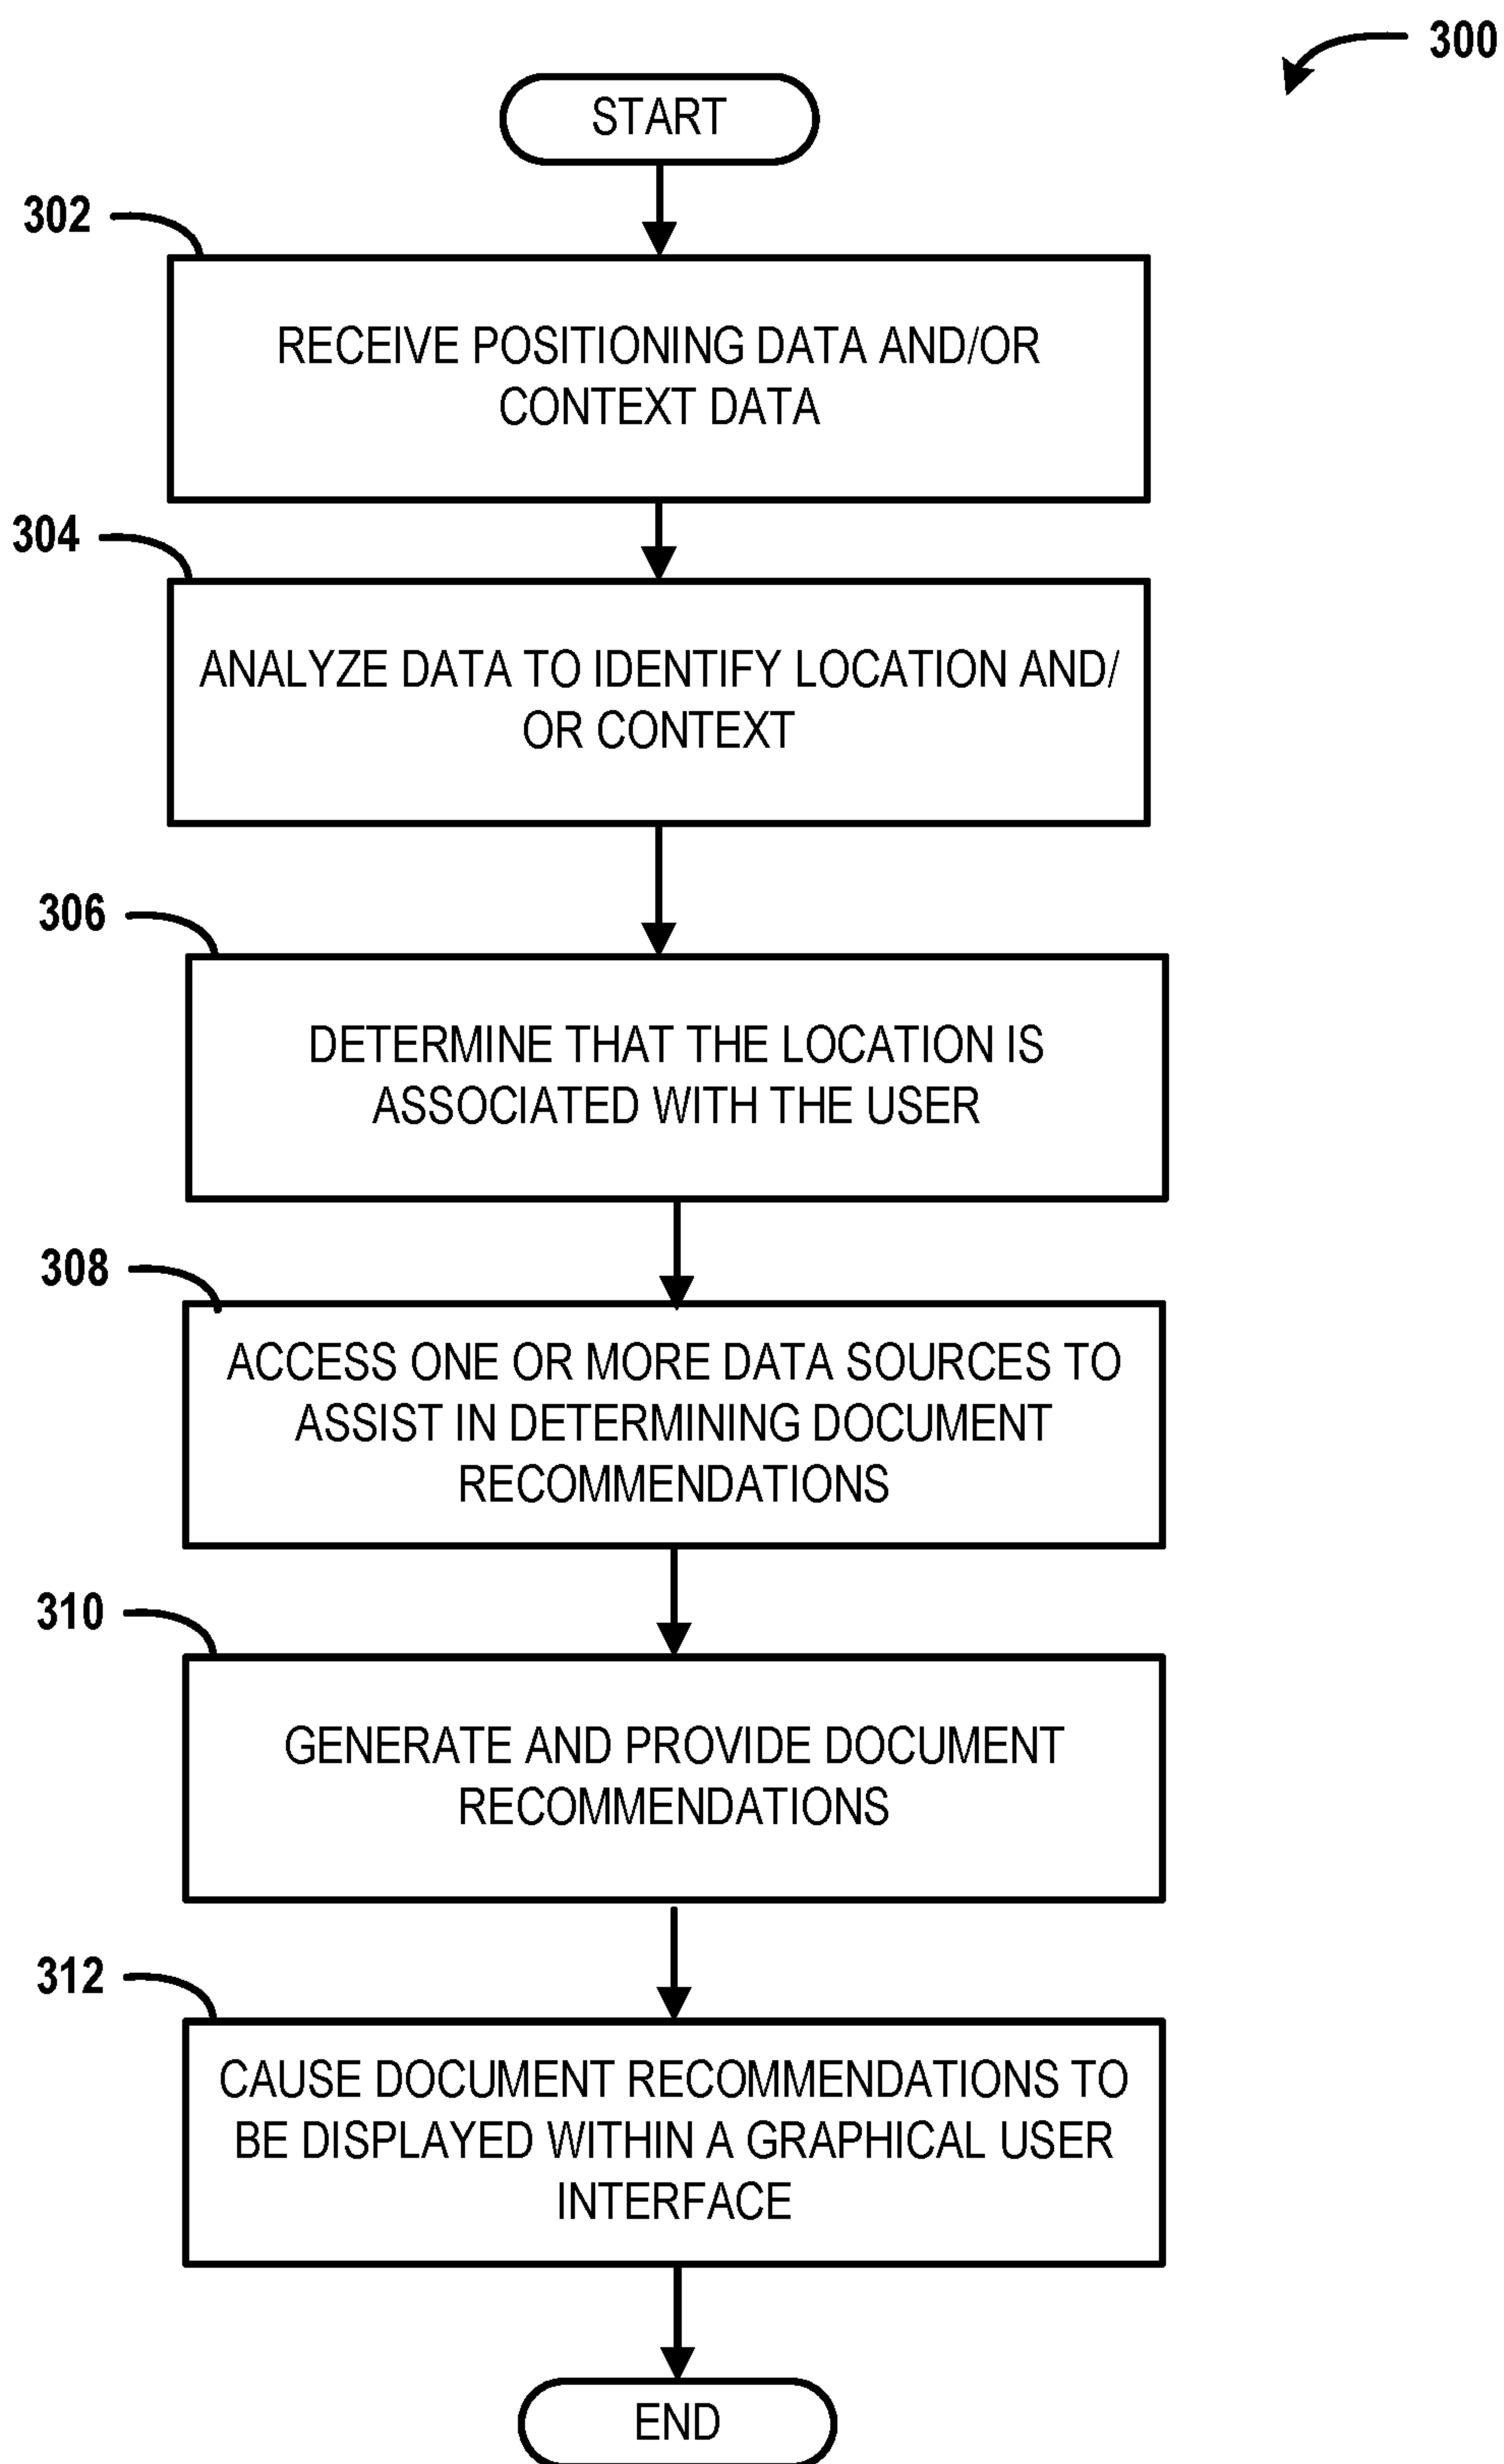 300
START
302
RECEIVE POSITIONING DATA AND/OR
CONTEXT DATA
304
ANALYZE DATA TO IDENTIFY LOCATION AND/
OR CONTEXT
306
DETERMINE THAT THE LOCATION IS
ASSOCIATED WITH THE USER
308
ACCESS ONE OR MORE DATA SOURCES TO
ASSIST IN DETERMINING DOCUMENT
RECOMMENDATIONS
310
GENERATE AND PROVIDE DOCUMENT
RECOMMENDATIONS
312
CAUSE DOCUMENT RECOMMENDATIONS TO
BE DISPLAYED WITHIN A GRAPHICAL USER
INTERFACE
END